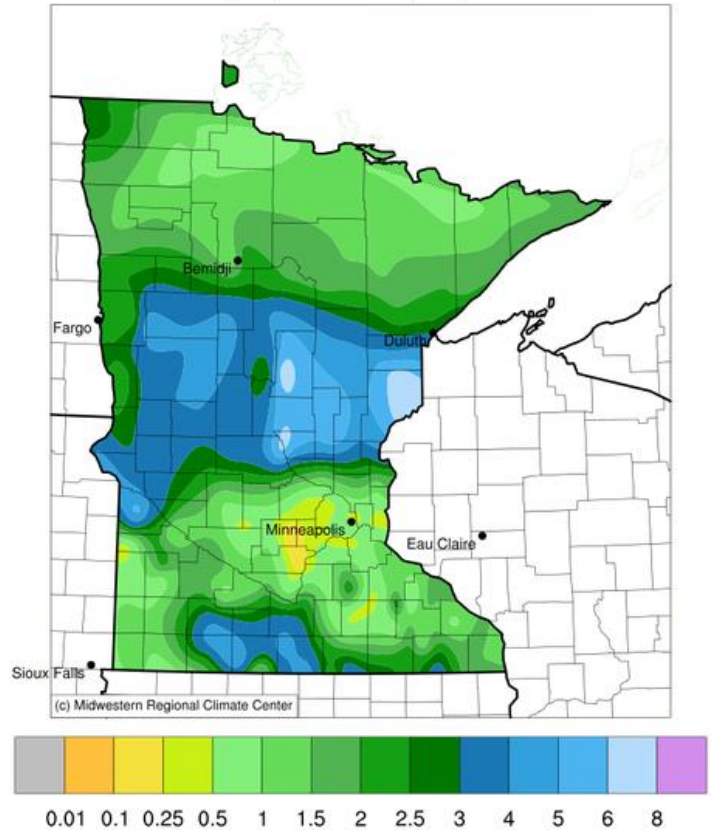 Bemidji
Fargo
Duluth
Minneapolis
Eau Claire
Sioux Falls
(c) Midwestern Regional Climate Center
0.01 0.1 0.25 0.5 1 1.5 2 2.5 3 4 5 6 8